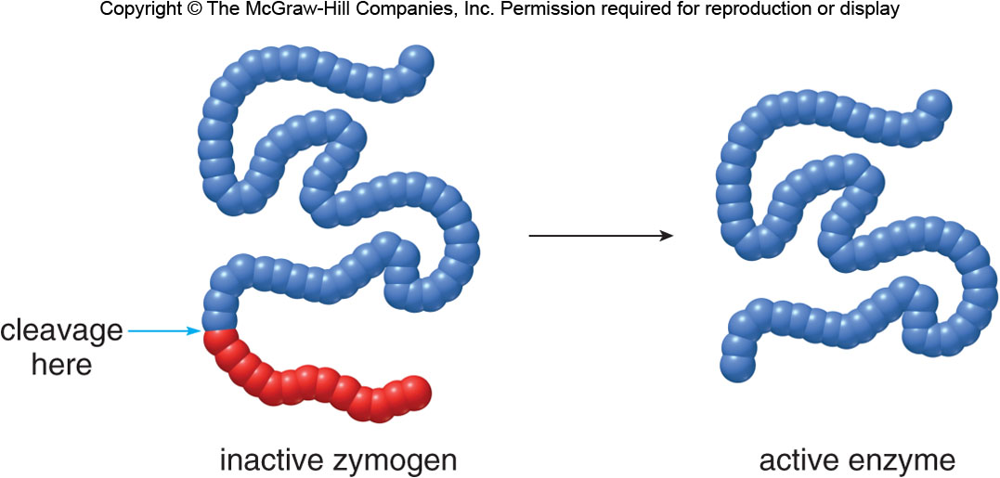 Copyright © The McGraw-Hill Companies, Inc. Permission required for reproduction or display
cleavage
here
inactive zymogen
active enzyme